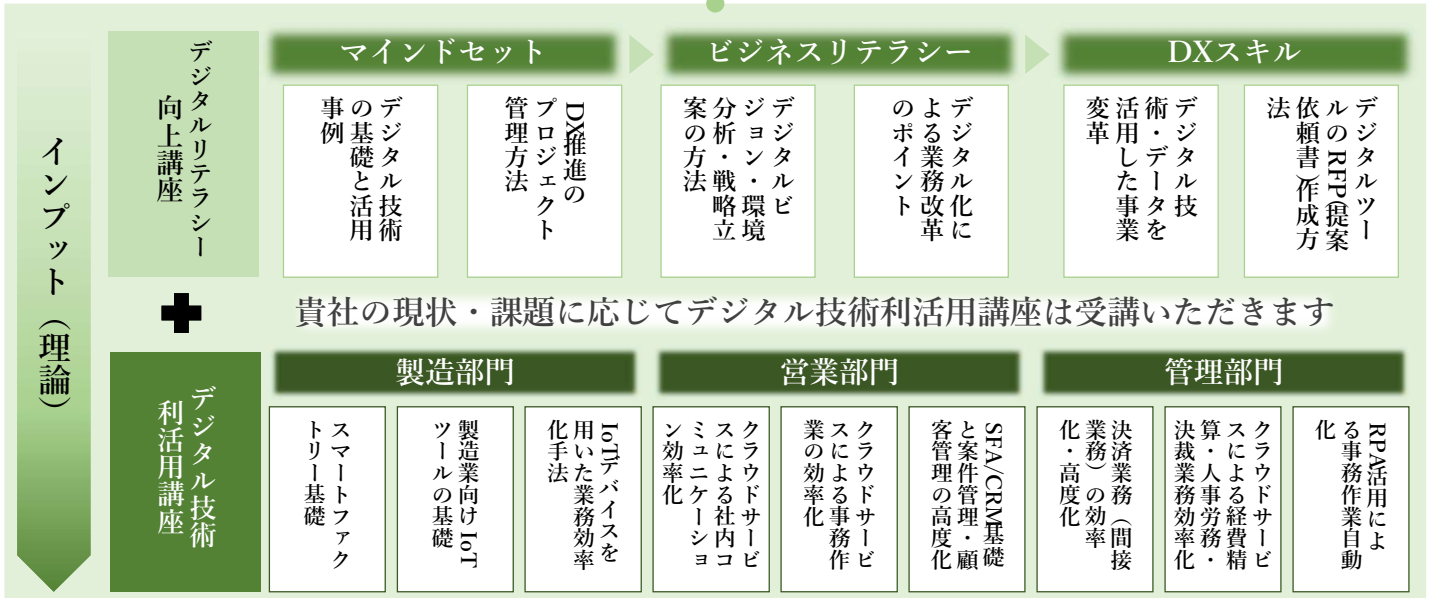 インプット（理論）
デジタルリテラシー
向上講座
マインドセット
ビジネスリテラシー
DXスキル
デジタル技術
の基礎と活用
事例
DX推進の
プロジェクト
管理方法
デジタルビ
ジョン・環境
分析・戦略立
案の方法
デジタル化に
よる業務改革
のポイント
デジタル技
術・データを
活用した事業
変革
デジタルツー
ルのRFP(提案
依頼書)作成方
法
貴社の現状・課題に応じてデジタル技術利活用講座は受講いただきます
デジタル技術
利活用講座
製造部門
営業部門
管理部門
スマートファク
トリー基礎
製造業向けIoT
ツールの基礎
IoTデバイスを
用いた業務効率
化手法
クラウドサービ
スによる社内コ
ミュニケーショ
ン効率化
クラウドサービ
スによる事務作
業の効率化
SFA/CRM基礎
と案件管理・顧
客管理の高度化
決済業務（間接
業務）の効率
化・高度化
クラウドサービ
スによる経費精
算・人事労務・
決裁業務効率化
RPA活用によ
る事務作業自動
化